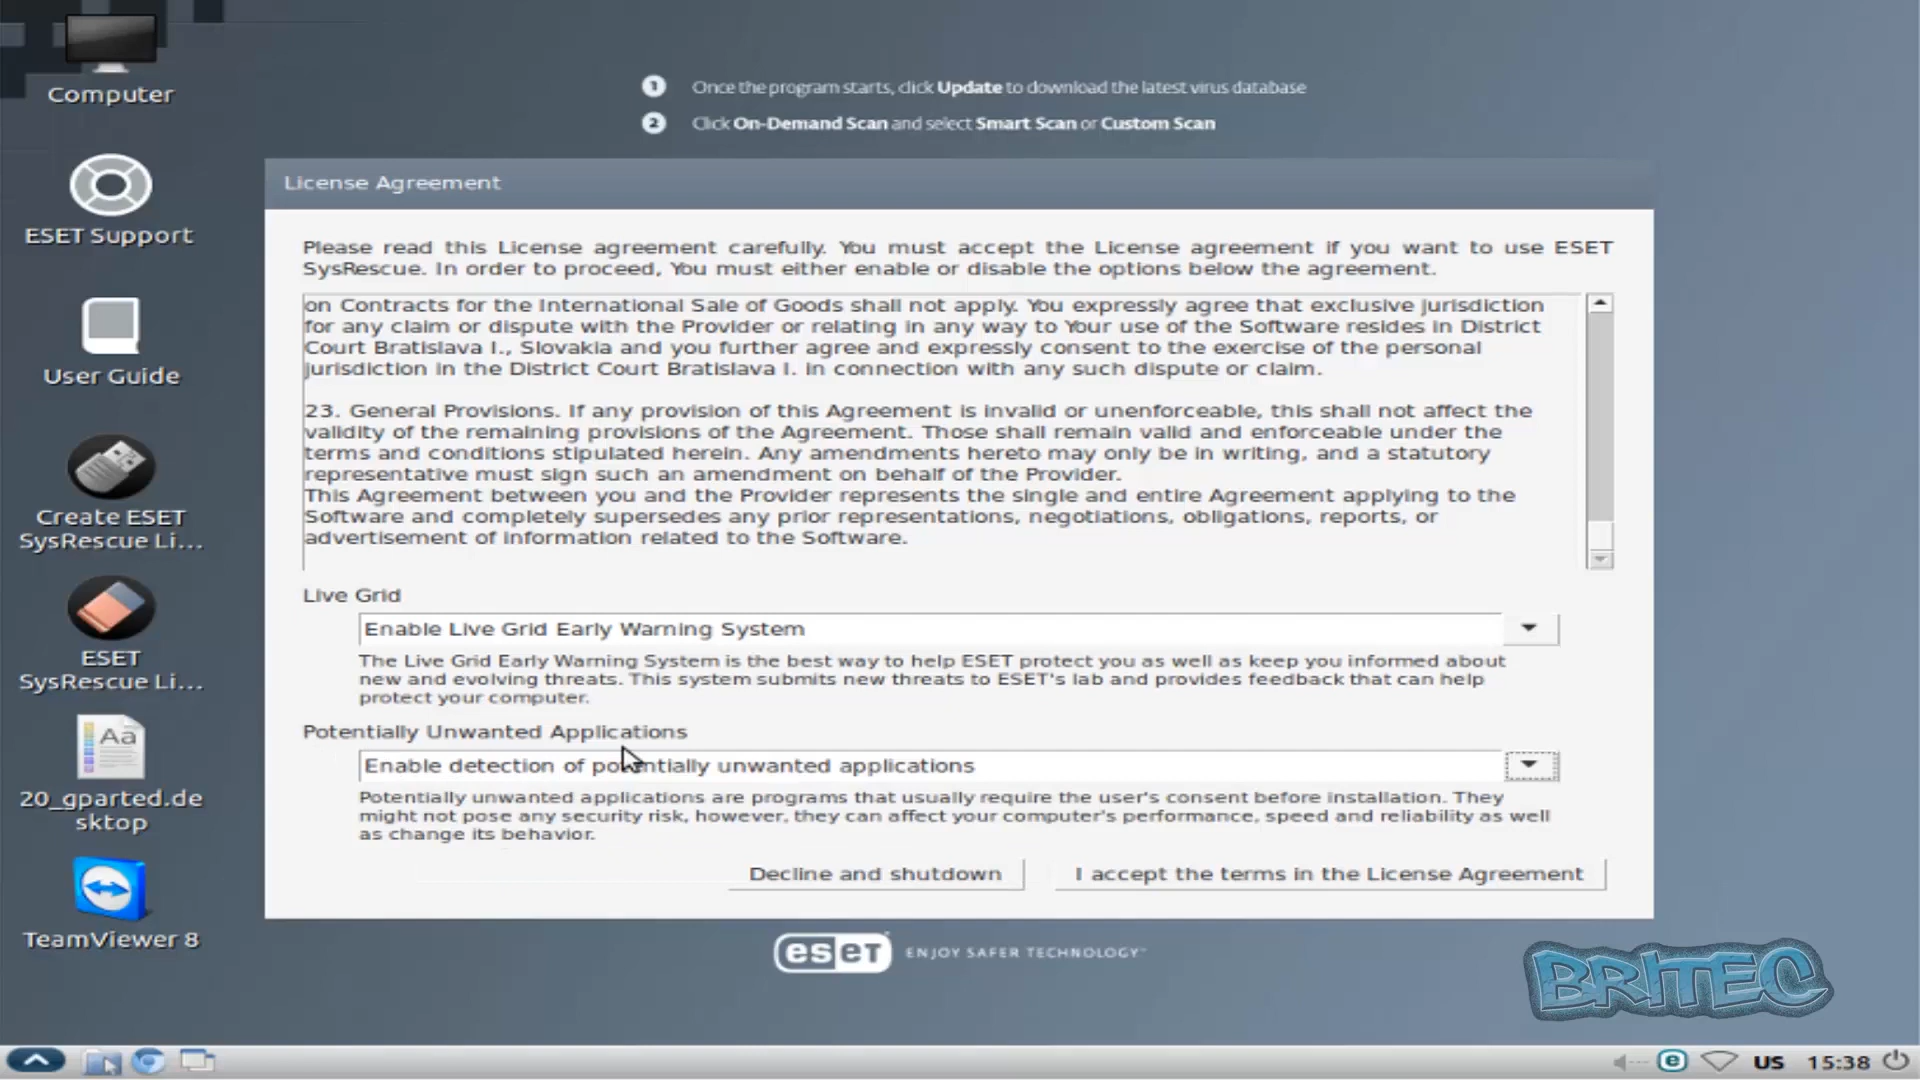 Computer
ESET Support
User Guide
Create ESET
SysRescue Li...
ESET
SysRescue Li...
Aa
20_gparted.de
sktop
TeamViewer 8
1 Once the program starts, click Update to download the latest virus database
2 Click On-Demand Scan and select Smart Scan or Custom Scan
License Agreement
Please read this License agreement carefully. You must accept the License agreement if you want to use ESET
SysRescue. In order to proceed, You must either enable or disable the options below the agreement.
on Contracts for the International Sale of Goods shall not apply. You expressly agree that exclusive jurisdiction
for any claim or dispute with the Provider or relating in any way to Your use of the Software resides in District
Court Bratislava I., Slovakia and you further agree and expressly consent to the exercise of the personal
jurisdiction in the District Court Bratislava I. in connection with any such dispute or claim.
23. General Provisions. If any provision of this Agreement is invalid or unenforceable, this shall not affect the
validity of the remaining provisions of the Agreement. Those shall remain valid and enforceable under the
terms and conditions stipulated herein. Any amendments hereto may only be in writing, and a statutory
representative must sign such an amendment on behalf of the Provider.
This Agreement between you and the Provider represents the single and entire Agreement applying to the
Software and completely supersedes any prior representations, negotiations, obligations, reports, or
advertisement of information related to the Software.
Live Grid
Enable Live Grid Early Warning System
The Live Grid Early Warning System is the best way to help ESET protect you as well as keep you informed about
new and evolving threats. This system submits new threats to ESET's lab and provides feedback that can help
protect your computer.
Potentially Unwanted Applications
Enable detection of potentially unwanted applications
Potentially unwanted applications are programs that usually require the user's consent before installation. They
might not pose any security risk, however, they can affect your computer's performance, speed and reliability as well
as change its behavior.
Decline and shutdown
I accept the terms in the License Agreement
eset ENJOY SAFER TECHNOLOGY™
BRITEC
e US 15:38